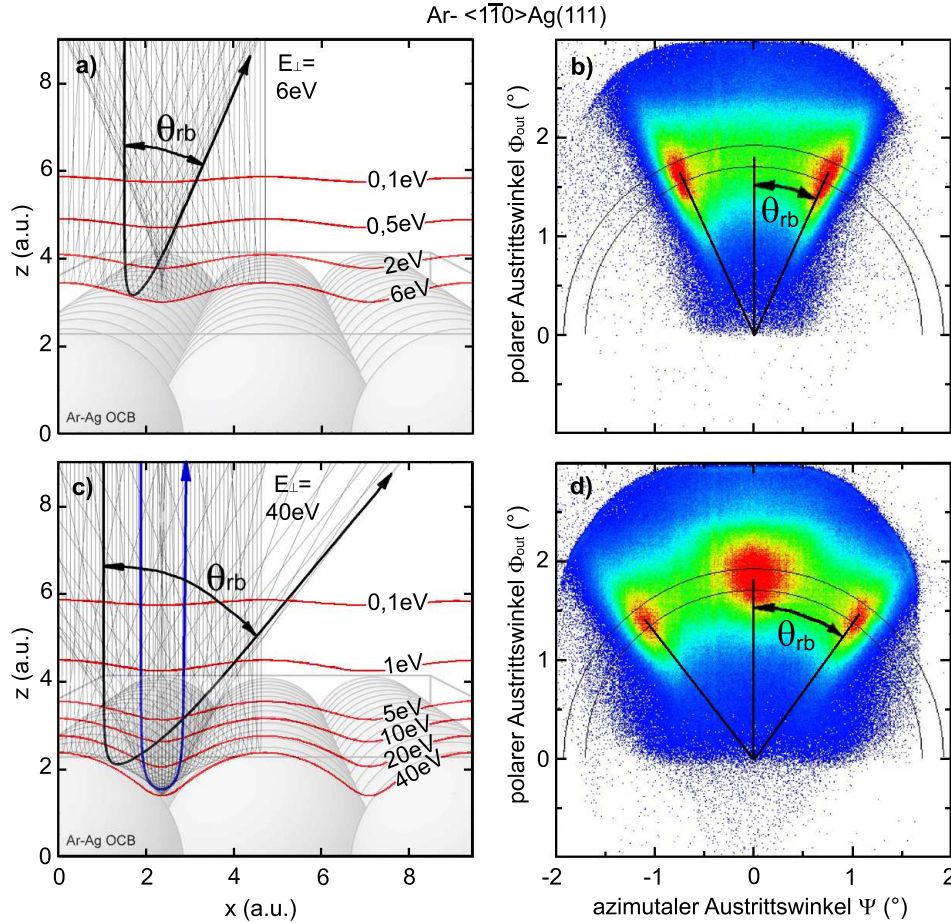 Ar- <11̅0>Ag(111)
a)
E⊥=
6eV
θrb
0,1eV
0,5eV
2eV
6eV
Ar-Ag OCB
z (a.u.)
8
6
4
2
0
b)
θrb
polarer Austrittswinkel Φout (°)
2
1
0
c)
E⊥=
40eV
θrb
0,1eV
1eV
5eV
10eV
20eV
40eV
Ar-Ag OCB
z (a.u.)
8
6
4
2
0
0 2 4 6 8
x (a.u.)
d)
θrb
polarer Austrittswinkel Φout (°)
2
1
0
-2 -1 0 1 2
azimutaler Austrittswinkel Ψ (°)